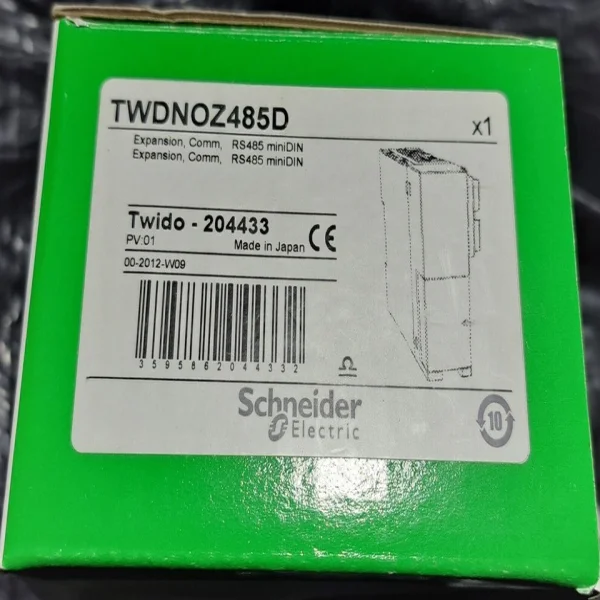 TWDNOZ485D
x1
Expansion, Comm, RS485 miniDIN
Expansion, Comm, RS485 miniDIN
Twido - 204433
PV:01 Made in Japan
CE
00-2012-W09
3595862044332
Schneider
Electric
10